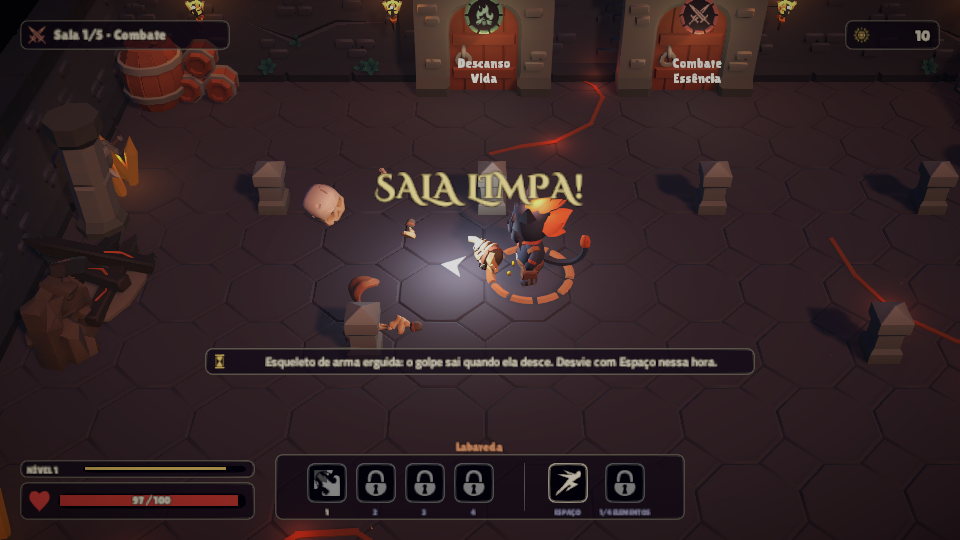 Sala 1/5 - Combate
10
Descanso
Vida
Combate
Essência
SALA LIMPA!
Esqueleto de arma erguida: o golpe sai quando ela desce. Desvie com Espaço nessa hora.
Labareda
NÍVEL 1
97 / 100
1
2
3
4
ESPAÇO
1/4 ELEMENTOS